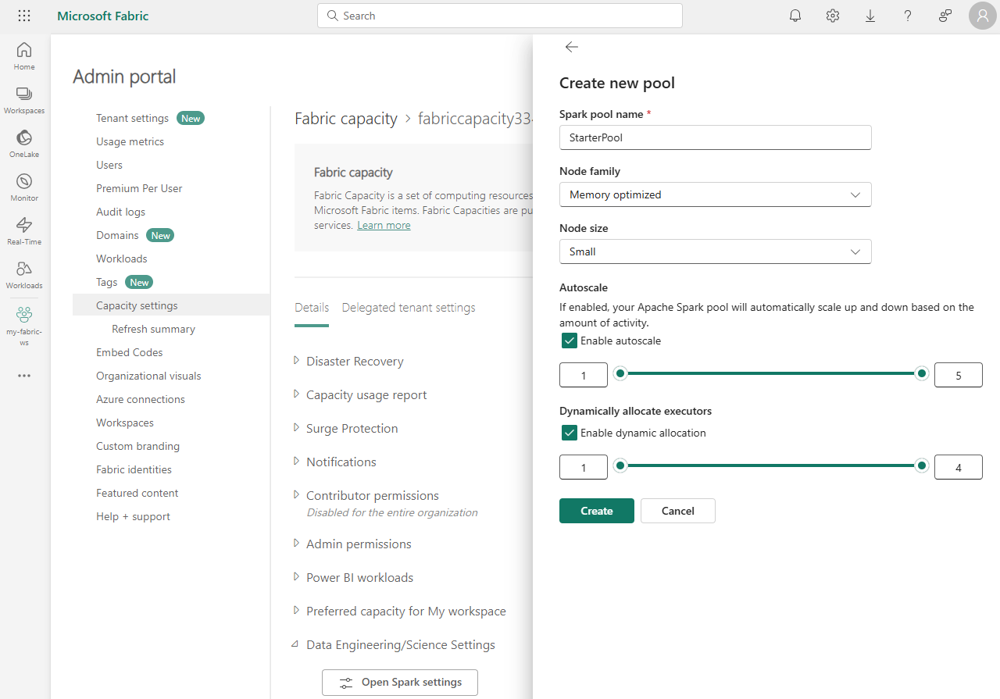 Microsoft Fabric
Search
Home
Workspaces
OneLake
Monitor
Real-Time
Workloads
my-fabric-
ws
Admin portal
Tenant settings New
Usage metrics
Users
Premium Per User
Audit logs
Domains New
Workloads
Tags New
Capacity settings
Refresh summary
Embed Codes
Organizational visuals
Azure connections
Workspaces
Custom branding
Fabric identities
Featured content
Help + support
Fabric capacity > fabriccapacity33
Fabric capacity
Fabric Capacity is a set of computing resources
Microsoft Fabric items. Fabric Capacities are pu
services. Learn more
Details Delegated tenant settings
Disaster Recovery
Capacity usage report
Surge Protection
Notifications
Contributor permissions
Disabled for the entire organization
Admin permissions
Power BI workloads
Preferred capacity for My workspace
Data Engineering/Science Settings
Open Spark settings
Create new pool
Spark pool name *
StarterPool
Node family
Memory optimized
Node size
Small
Autoscale
If enabled, your Apache Spark pool will automatically scale up and down based on the
amount of activity.
Enable autoscale
1 5
Dynamically allocate executors
Enable dynamic allocation
1 4
Create Cancel